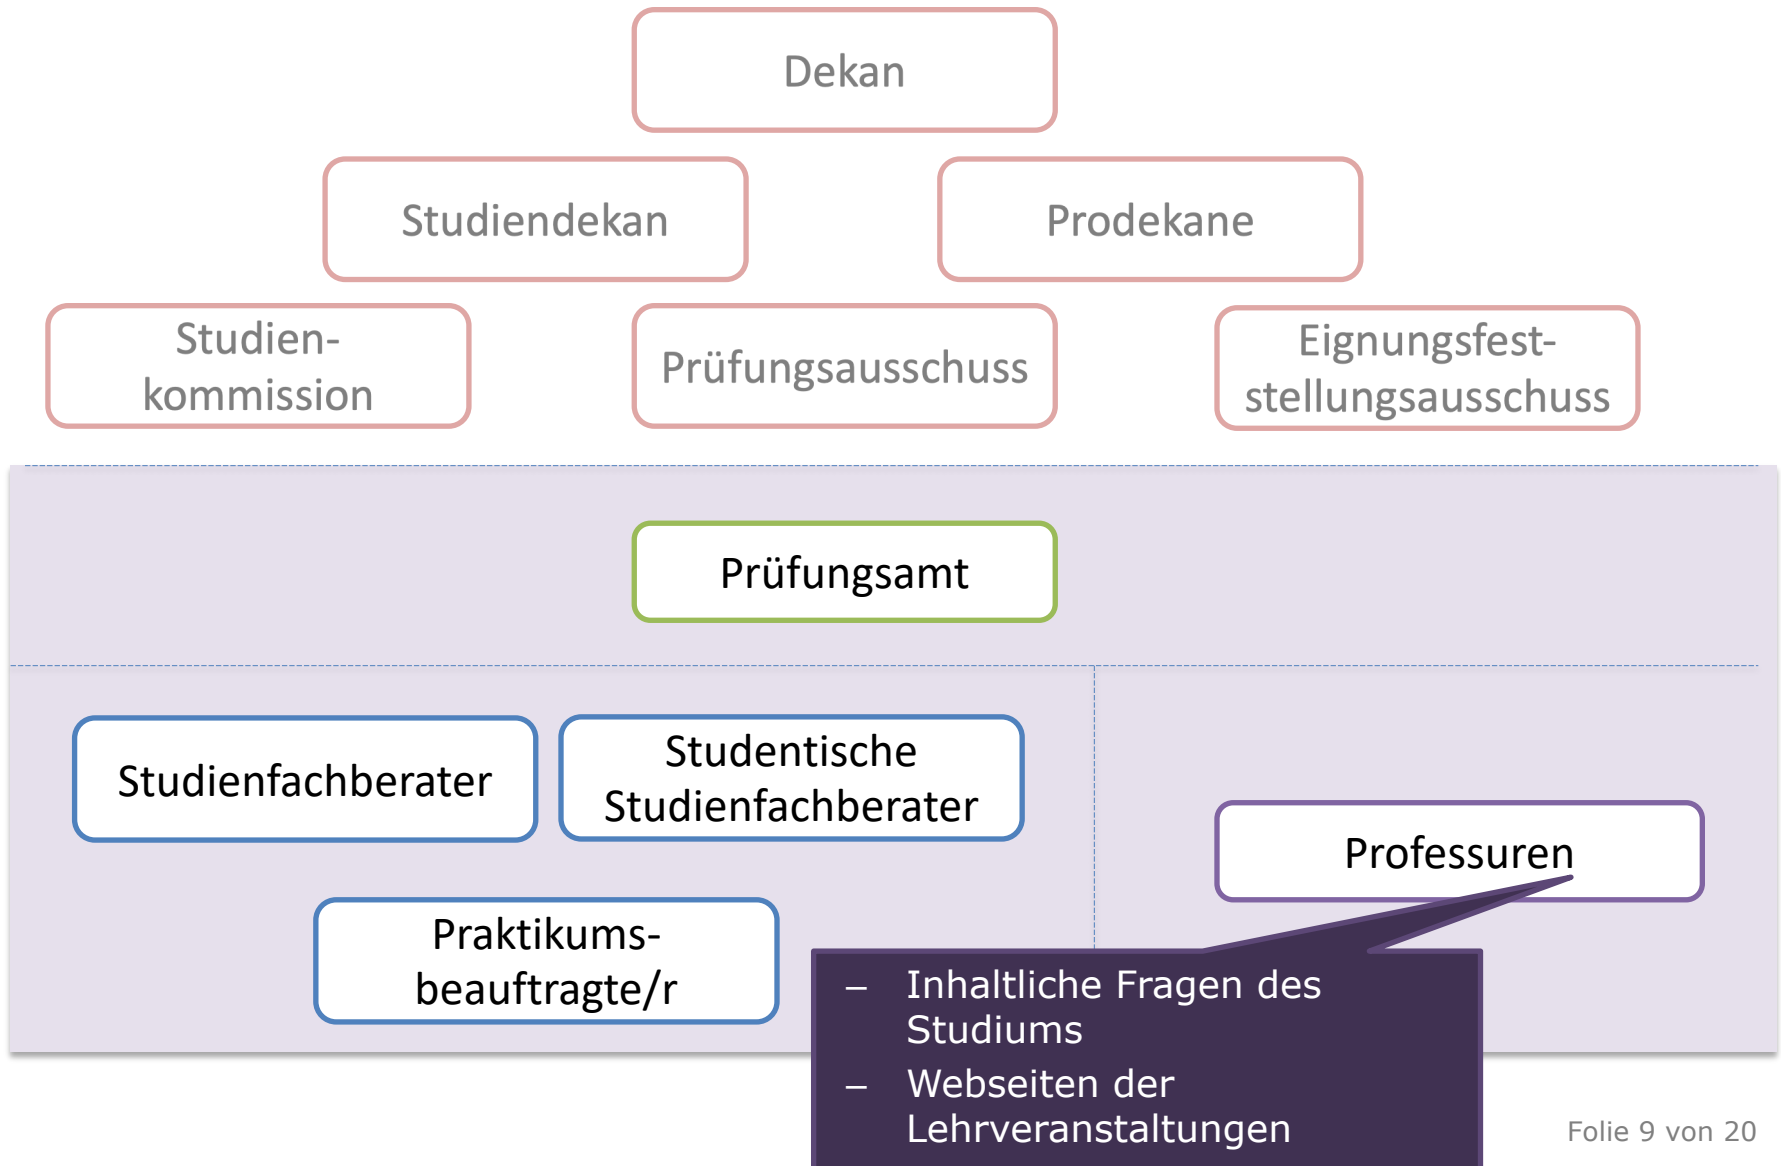 Dekan
Studiendekan
Prodekane
Studien-
kommission
Prüfungsausschuss
Eignungsfest-
stellungsausschuss
Prüfungsamt
Studienfachberater
Studentische
Studienfachberater
Professuren
Praktikums-
beauftragte/r
– Inhaltliche Fragen des
Studiums
– Webseiten der
Lehrveranstaltungen
Folie 9 von 20